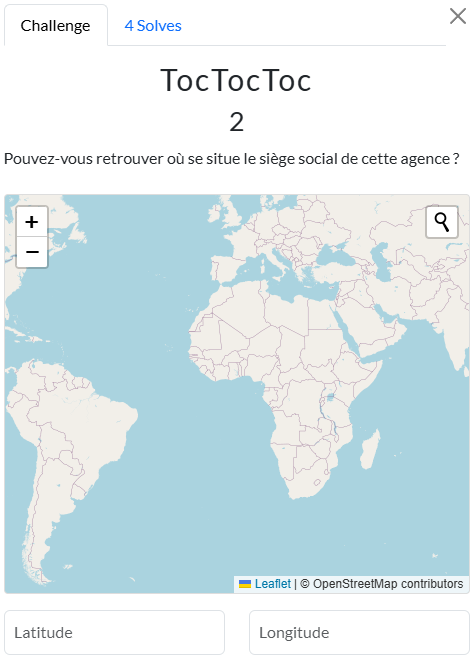 Challenge
4 Solves
TocTocToc
2
Pouvez-vous retrouver où se situe le siège social de cette agence ?
+
−
Leaflet | © OpenStreetMap contributors
Latitude
Longitude